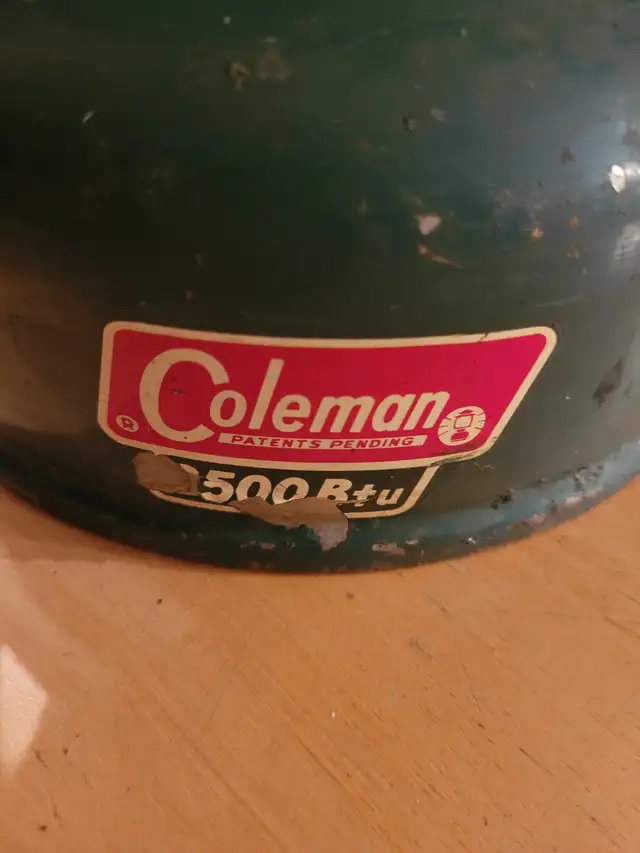 Coleman
®
PATENTS PENDING
500 Btu